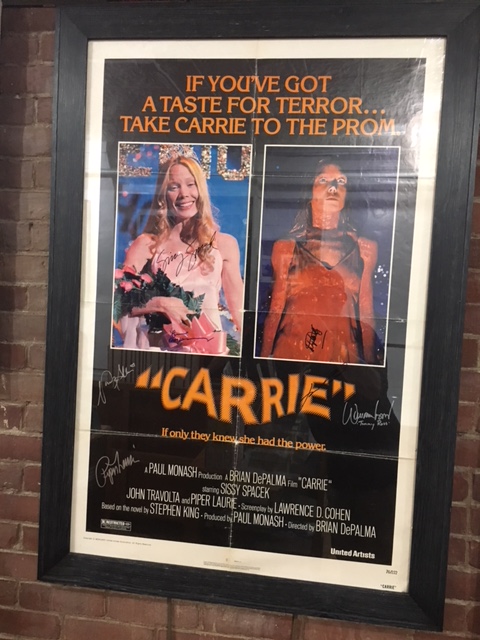 IF YOU'VE GOT
A TASTE FOR TERROR...
TAKE CARRIE TO THE PROM.
"CARRIE"
If only they knew she had the power.
A PAUL MONASH Production A BRIAN DePALMA Film "CARRIE"
starring SISSY SPACEK
JOHN TRAVOLTA and PIPER LAURIE · Screenplay by LAWRENCE D. COHEN
Based on the novel by STEPHEN KING · Produced by PAUL MONASH · Directed by BRIAN DePALMA
R RESTRICTED
United Artists
"CARRIE"